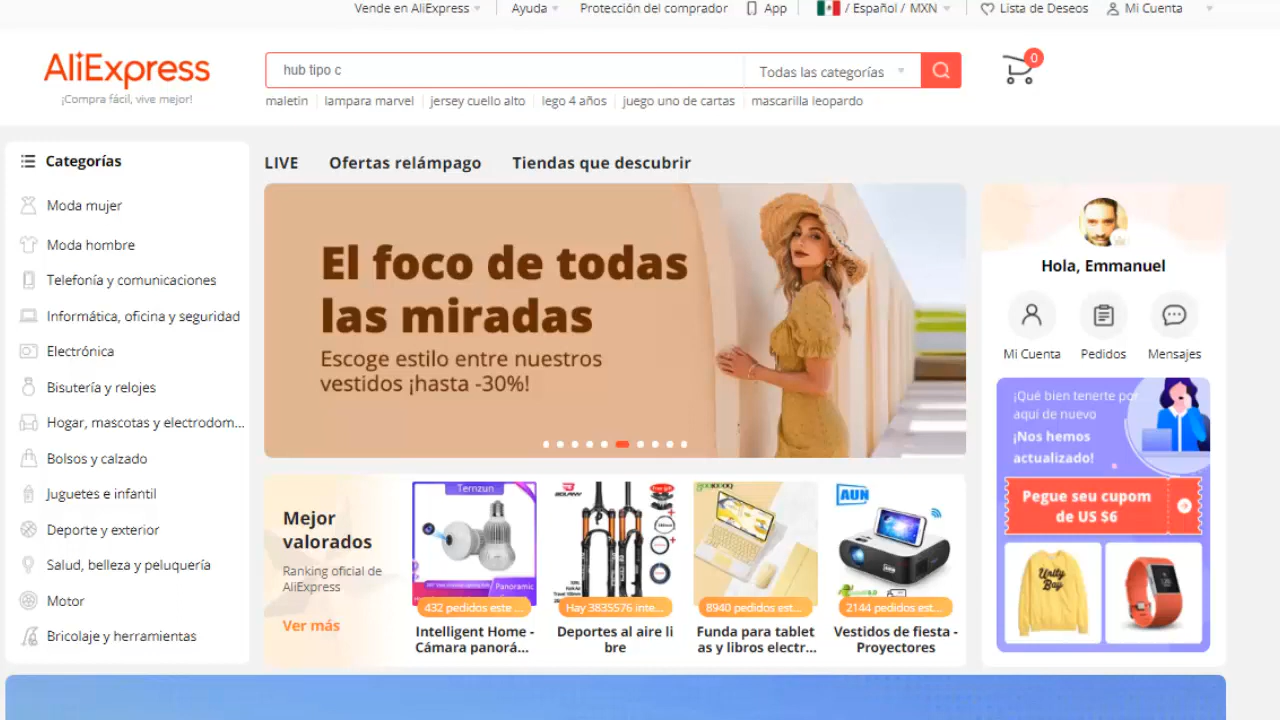 Vende en AliExpress
Ayuda
Protección del comprador
App
/ Español / MXN
Lista de Deseos
Mi Cuenta
AliExpress
¡Compra fácil, vive mejor!
hub tipo c
Todas las categorías
0
maletin
lampara marvel
jersey cuello alto
lego 4 años
juego uno de cartas
mascarilla leopardo
Categorías
Moda mujer
Moda hombre
Telefonía y comunicaciones
Informática, oficina y seguridad
Electrónica
Bisutería y relojes
Hogar, mascotas y electrodom...
Bolsos y calzado
Juguetes e infantil
Deporte y exterior
Salud, belleza y peluquería
Motor
Bricolaje y herramientas
LIVE
Ofertas relámpago
Tiendas que descubrir
El foco de todas
las miradas
Escoge estilo entre nuestros
vestidos ¡hasta -30%!
Mejor
valorados
Ranking oficial de
AliExpress
Ver más
Ternzun
Panoramic
432 pedidos este ...
Intelligent Home -
Cámara panorá...
BOLANY
Hay 3835576 inte...
Deportes al aire li
bre
8940 pedidos est...
Funda para tablet
as y libros electr...
AUN
2144 pedidos est...
Vestidos de fiesta -
Proyectores
Hola, Emmanuel
Mi Cuenta
Pedidos
Mensajes
¡Qué bien tenerte por
aquí de nuevo
¡Nos hemos
actualizado!
Pegue seu cupom
de US $6
Unity
Boy